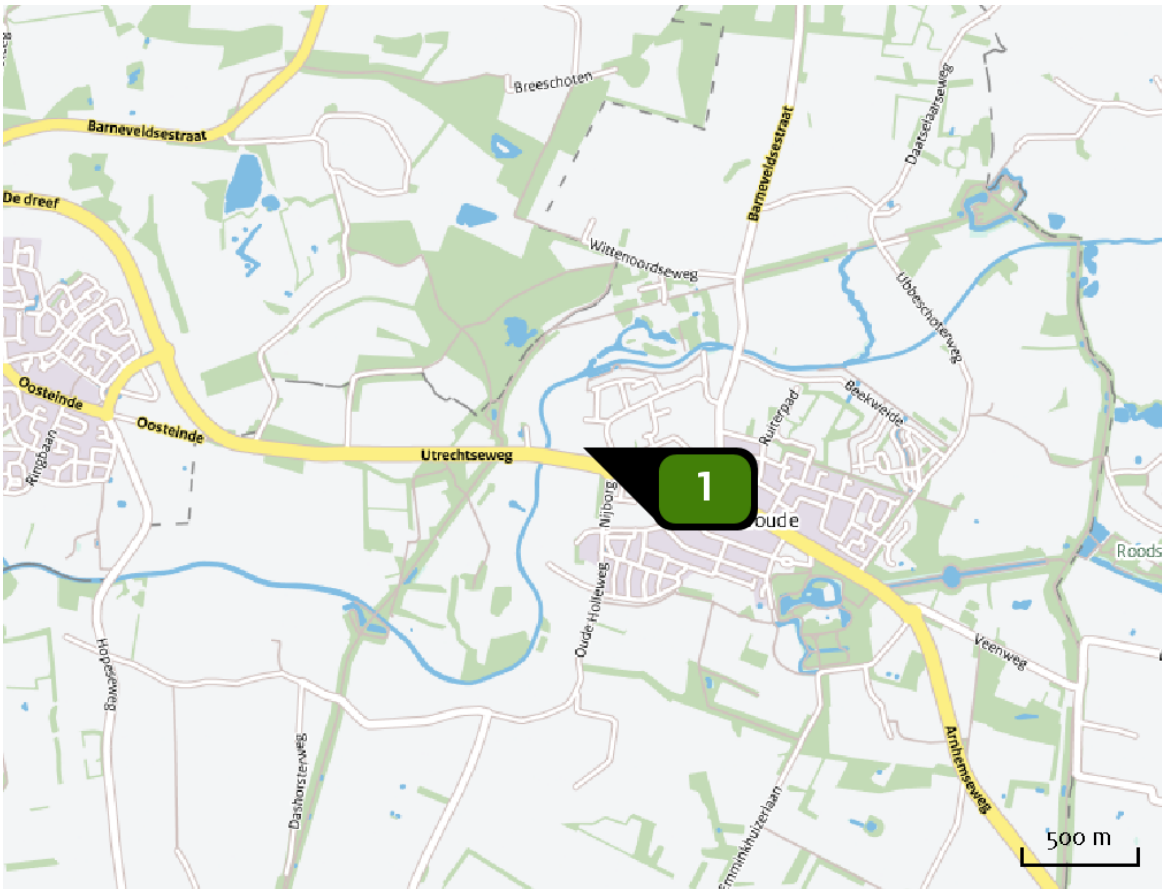 Breeschoten
Barneveldsestraat
Barneveldsestraat
Daatselaarseweg
De dreef
Wittenoordseweg
Ubbeschoterweg
Oosteinde
Oosteinde
Ringbaan
Ruiterpad
Beekweide
Utrechtseweg
1
Nijborg
oude
Roods
Oude Holleweg
Hopeseweg
Veenweg
Dashorsterweg
Arnhemseweg
emminkhuizerlaan
500 m